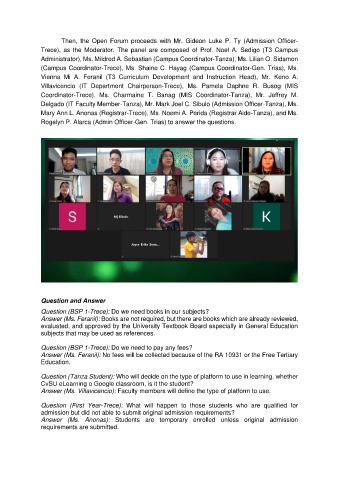 Then, the Open Forum proceeds with Mr. Gideon Luke P. Ty (Admission Officer-
Trece), as the Moderator. The panel are composed of Prof. Noel A. Sedigo (T3 Campus
Administrator), Ms. Mildred A. Sebastian (Campus Coordinator-Tanza), Ms. Lilian O. Sidamon
(Campus Coordinator-Trece), Ms. Shaine C. Hayag (Campus Coordinator-Gen. Trias), Ms.
Vienna Mi A. Feranil (T3 Curriculum Development and Instruction Head), Mr. Keno A.
Villavicencio (IT Department Chairperson-Trece), Ms. Pamela Daphne R. Busog (MIS
Coordinator-Trece), Ms. Charmaine T. Banag (MIS Coordinator-Tanza), Mr. Jeffrey M.
Delgado (IT Faculty Member-Tanza), Mr. Mark Joel C. Sibulo (Admission Officer-Tanza), Ms.
Mary Ann L. Anonas (Registrar-Trece), Ms. Noemi A. Perida (Registrar Aide-Tanza), and Ms.
Rogelyn P. Alarca (Admin Officer-Gen. Trias) to answer the questions.
S
K
Question and Answer
Question (BSP 1-Trece): Do we need books in our subjects?
Answer (Ms. Feranil): Books are not required, but there are books which are already reviewed,
evaluated, and approved by the University Textbook Board especially in General Education
subjects that may be used as references.
Question (BSP 1-Trece): Do we need to pay any fees?
Answer (Ms. Feranil): No fees will be collected because of the RA 10931 or the Free Tertiary
Education.
Question (Tanza Student): Who will decide on the type of platform to use in learning, whether
CvSU eLearning o Google classroom, is it the student?
Answer (Ms. Villavicencio): Faculty members will define the type of platform to use.
Question (First Year-Trece): What will happen to those students who are qualified for
admission but did not able to submit original admission requirements?
Answer (Ms. Anonas): Students are temporary enrolled unless original admission
requirements are submitted.